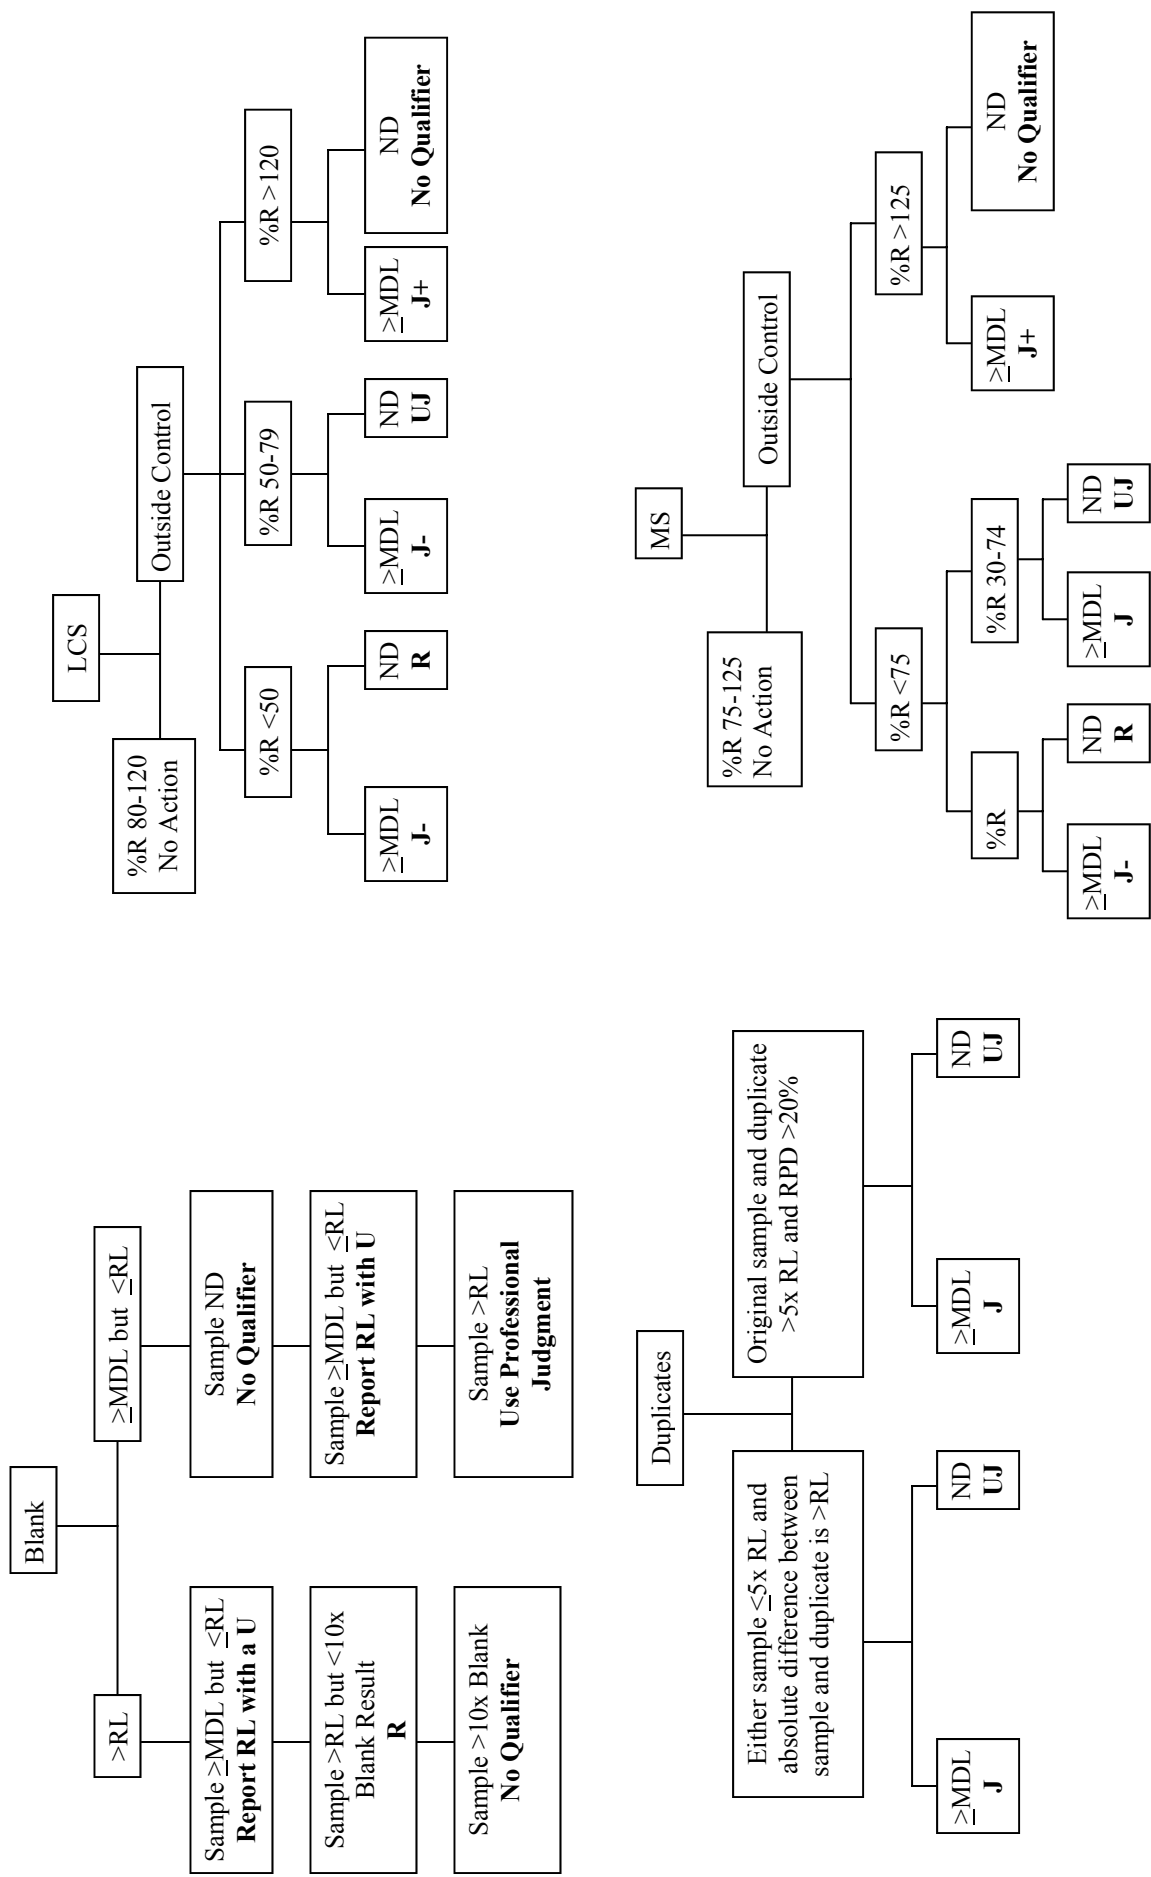 Blank
>RL
Sample ≥MDL but ≤RL
Report RL with a U
Sample >RL but <10x
Blank Result
R
Sample >10x Blank
No Qualifier
≥MDL but ≤RL
Sample ND
No Qualifier
Sample ≥MDL but ≤RL
Report RL with U
Sample >RL
Use Professional
Judgment
LCS
%R 80-120
No Action
Outside Control
%R <50
≥MDL
J-
ND
R
%R 50-79
≥MDL
J-
ND
UJ
%R >120
≥MDL
J+
ND
No Qualifier
Duplicates
Either sample ≤5x RL and
absolute difference between
sample and duplicate is >RL
≥MDL
J
ND
UJ
Original sample and duplicate
>5x RL and RPD >20%
≥MDL
J
ND
UJ
MS
%R 75-125
No Action
Outside Control
%R <75
%R
≥MDL
J-
ND
R
%R 30-74
≥MDL
J
ND
UJ
%R >125
≥MDL
J+
ND
No Qualifier